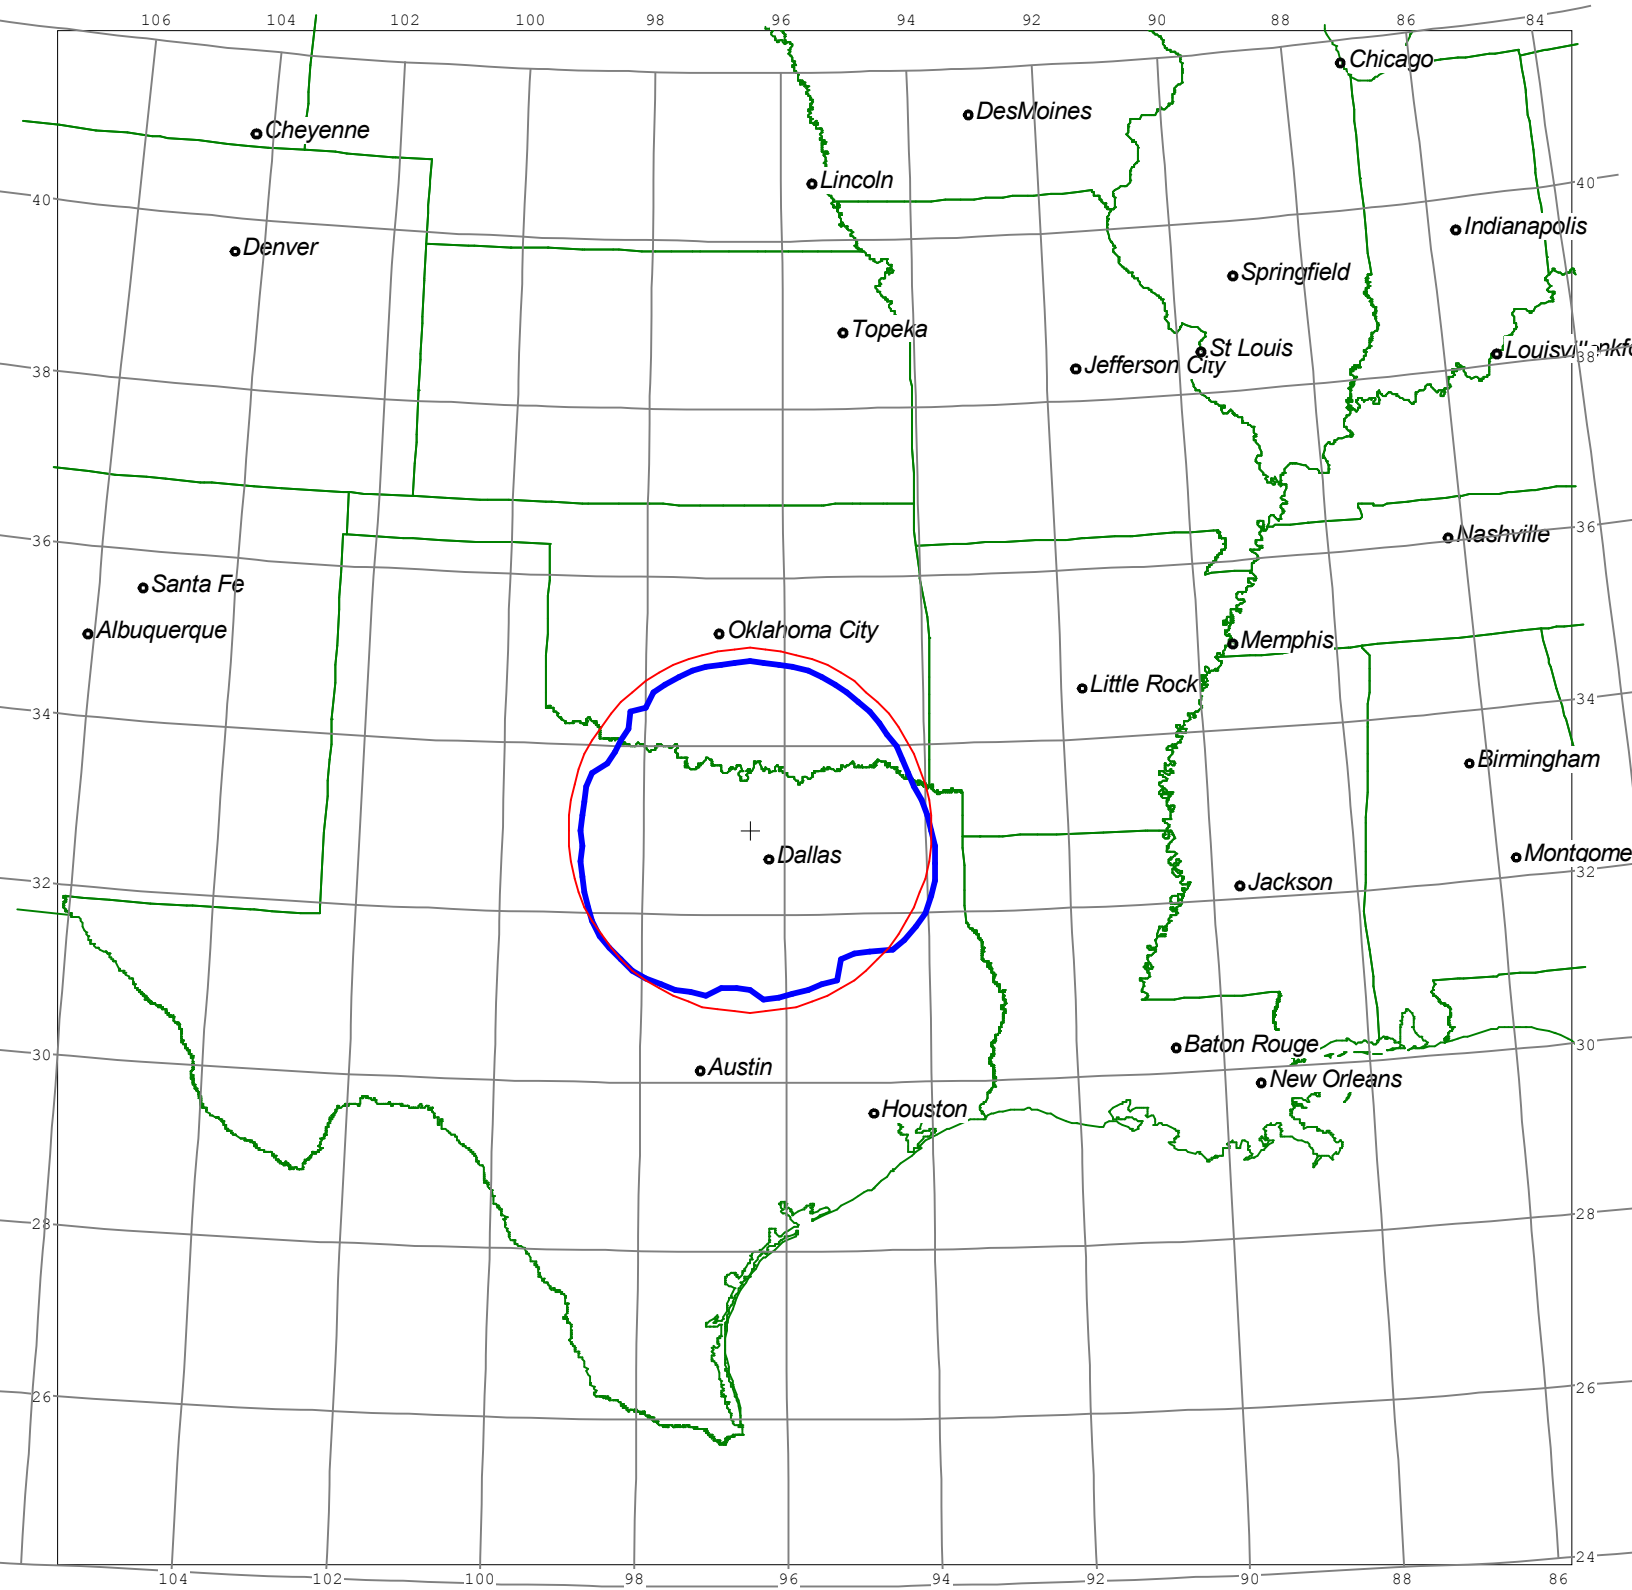 106 104 102 100 98 96 94 92 90 88 86 84
Chicago
DesMoines
Cheyenne
Lincoln
40 40
Indianapolis
Denver
Springfield
Topeka
St Louis
Louisvill
nkfo
38 38
Jefferson City
36 36
Nashville
Santa Fe
Albuquerque
Oklahoma City
Memphis
Little Rock
34 34
Birmingham
Dallas
Montgome
32 32
Jackson
30 30
Baton Rouge
Austin
New Orleans
Houston
28 28
26 26
24
104 102 100 98 96 94 92 90 88 86